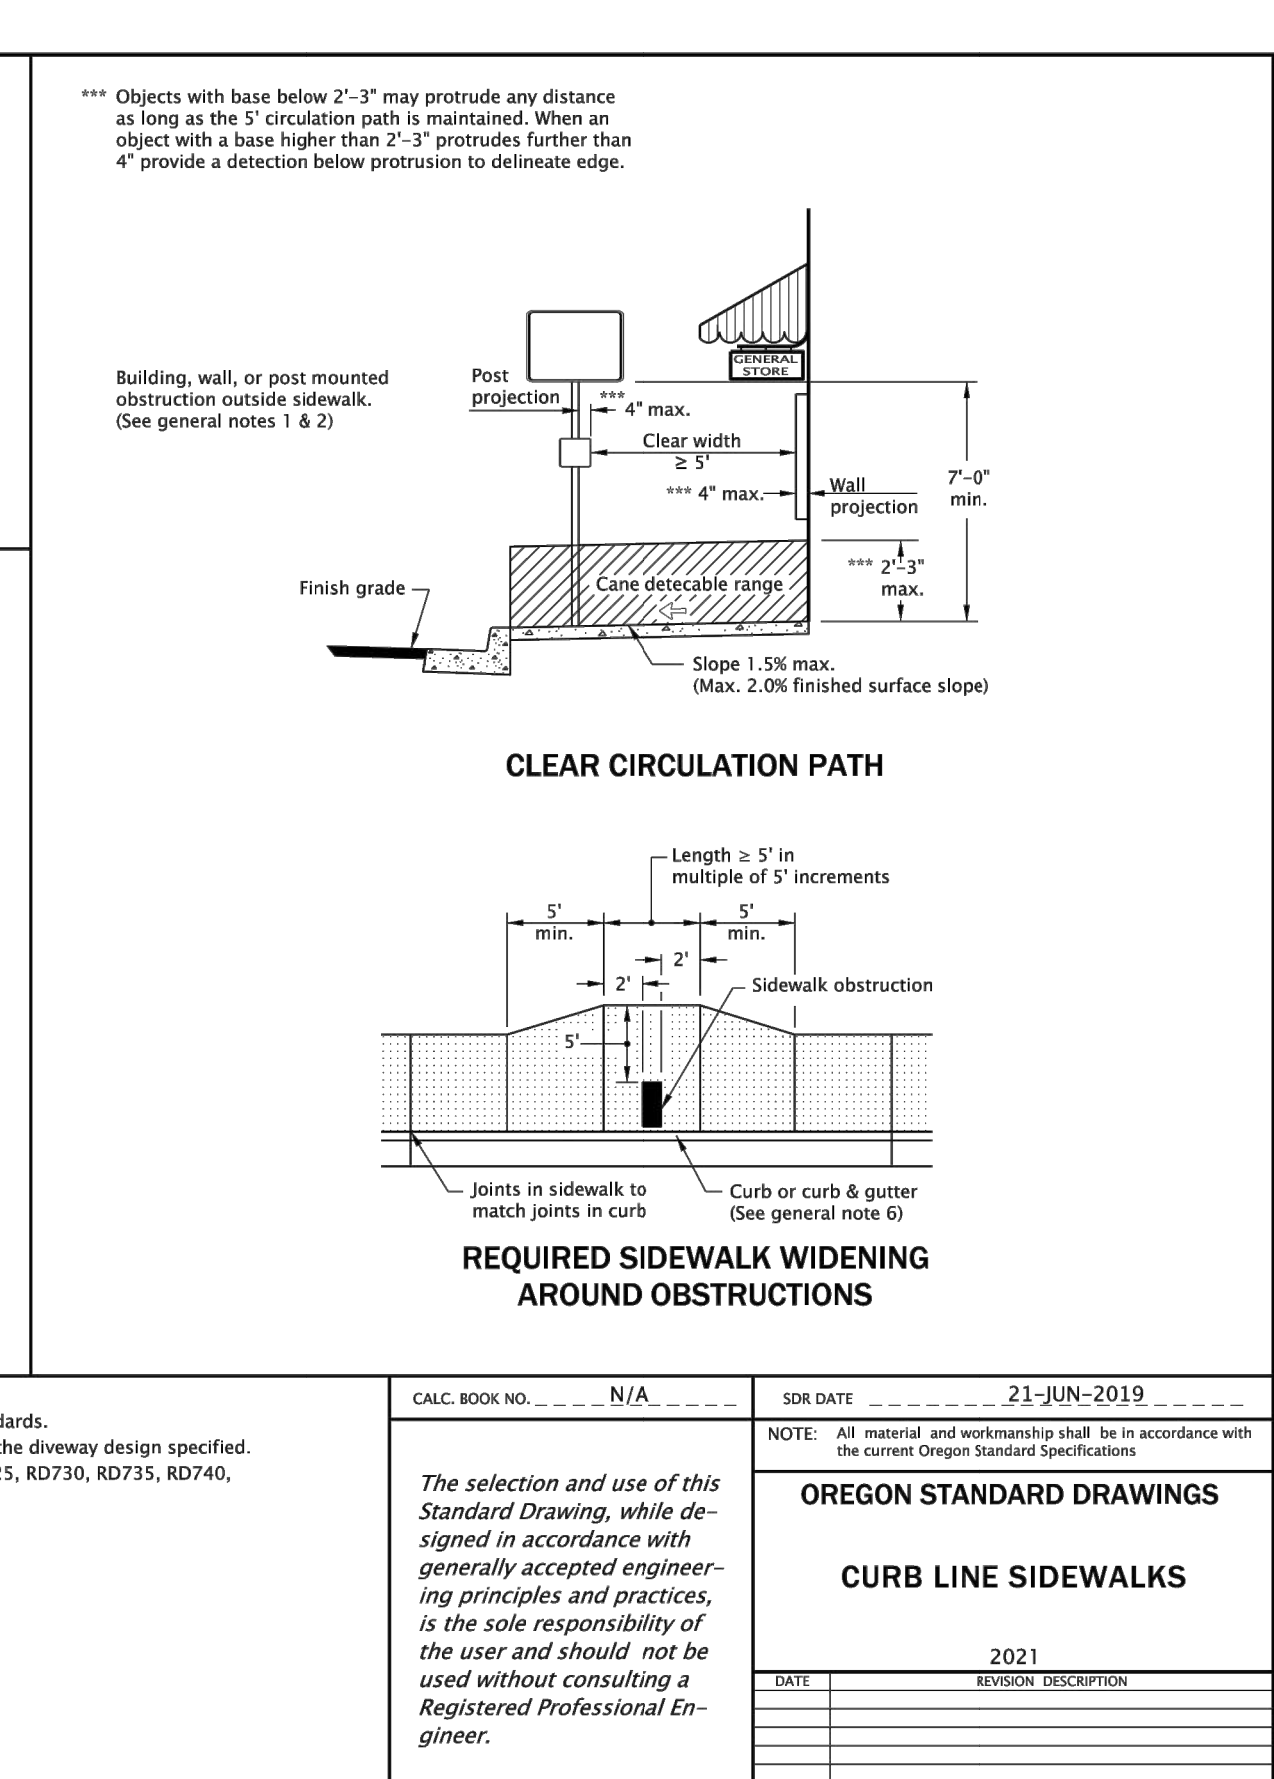 *** Objects with base below 2'-3" may protrude any distance
as long as the 5' circulation path is maintained. When an
object with a base higher than 2'-3" protrudes further than
4" provide a detection below protrusion to delineate edge.
GENERAL
STORE
Building, wall, or post mounted
obstruction outside sidewalk.
(See general notes 1 & 2)
Post
projection
***
4" max.
Clear width
≥ 5'
*** 4" max.
Wall
projection
7'-0"
min.
*** 2'-3"
max.
Cane detecable range
Finish grade
Slope 1.5% max.
(Max. 2.0% finished surface slope)
CLEAR CIRCULATION PATH
Length ≥ 5' in
multiple of 5' increments
5'
min.
5'
min.
2'
2'
Sidewalk obstruction
5'
Joints in sidewalk to
match joints in curb
Curb or curb & gutter
(See general note 6)
REQUIRED SIDEWALK WIDENING
AROUND OBSTRUCTIONS
dards.
the diveway design specified.
25, RD730, RD735, RD740,
CALC. BOOK NO. N/A
SDR DATE 21-JUN-2019
NOTE: All material and workmanship shall be in accordance with
the current Oregon Standard Specifications
The selection and use of this
Standard Drawing, while de-
signed in accordance with
generally accepted engineer-
ing principles and practices,
is the sole responsibility of
the user and should not be
used without consulting a
Registered Professional En-
gineer.
OREGON STANDARD DRAWINGS
CURB LINE SIDEWALKS
2021
DATE REVISION DESCRIPTION